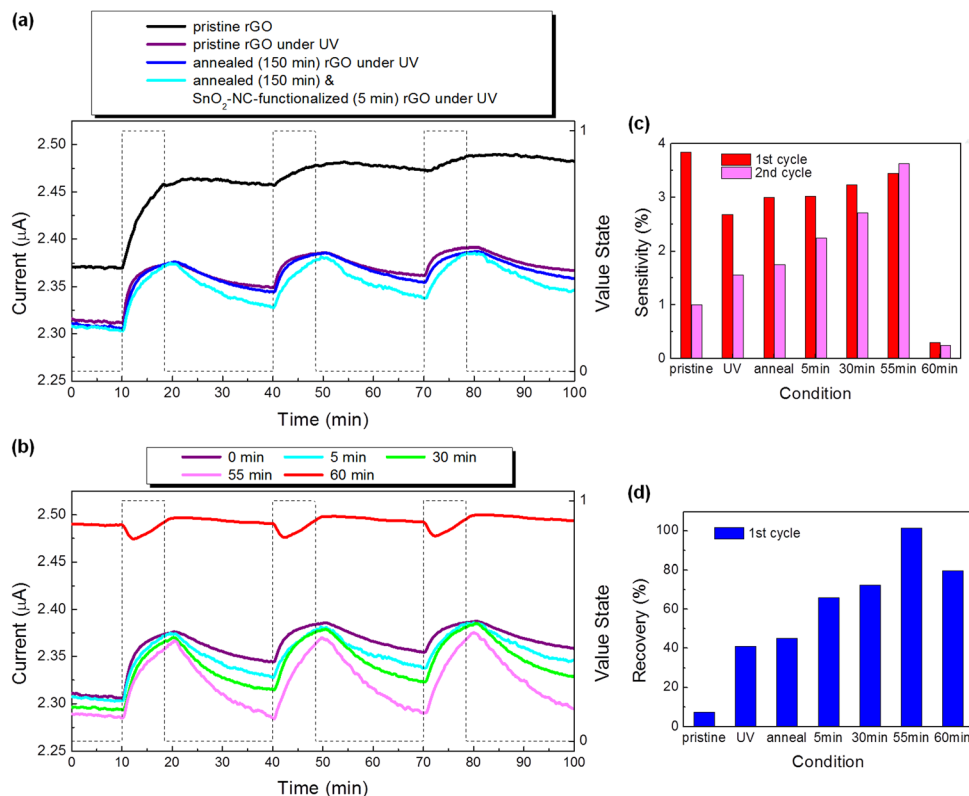 (a)
pristine rGO
pristine rGO under UV
annealed (150 min) rGO under UV
annealed (150 min) &
SnO2-NC-functionalized (5 min) rGO under UV
2.50
2.45
2.40
2.35
2.30
2.25
Current (μA)
1
0
Value State
0 10 20 30 40 50 60 70 80 90 100
Time (min)
(b)
0 min 5 min 30 min
55 min 60 min
2.50
2.45
2.40
2.35
2.30
2.25
Current (μA)
1
0
Value State
0 10 20 30 40 50 60 70 80 90 100
Time (min)
(c)
1st cycle
2nd cycle
4
3
2
1
0
Sensitivity (%)
pristine UV anneal 5min 30min 55min 60min
Condition
(d)
1st cycle
100
80
60
40
20
0
Recovery (%)
pristine UV anneal 5min 30min 55min 60min
Condition